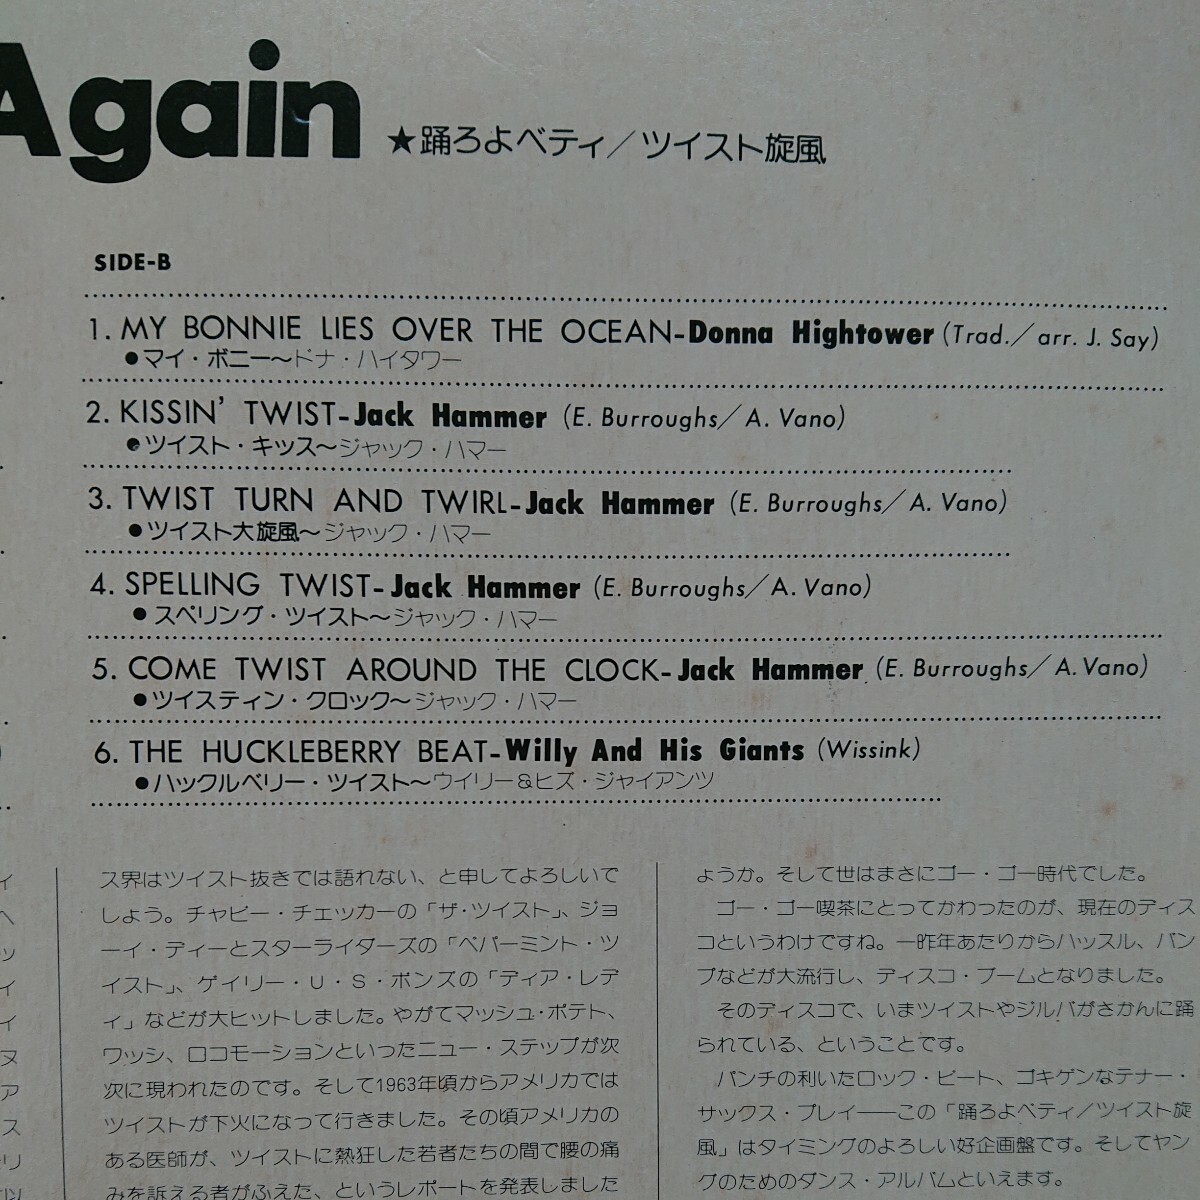 Again ★踊ろよベティ/ツイスト旋風
SIDE-B
1. MY BONNIE LIES OVER THE OCEAN-Donna Hightower (Trad./arr. J. Say)
●マイ・ボニー〜ドナ・ハイタワー
2. KISSIN' TWIST-Jack Hammer (E. Burroughs/A. Vano)
●ツイスト・キッス〜ジャック・ハマー
3. TWIST TURN AND TWIRL-Jack Hammer (E. Burroughs/A. Vano)
●ツイスト大旋風〜ジャック・ハマー
4. SPELLING TWIST-Jack Hammer (E. Burroughs/A. Vano)
●スペリング・ツイスト〜ジャック・ハマー
5. COME TWIST AROUND THE CLOCK-Jack Hammer (E. Burroughs/A. Vano)
●ツイスティン・クロック〜ジャック・ハマー
6. THE HUCKLEBERRY BEAT-Willy And His Giants (Wissink)
●ハックルベリー・ツイスト〜ウイリー&ヒズ・ジャイアンツ
ス界はツイスト抜きでは語れない、と申してよろしいで
しょう。チャビー・チェッカーの「ザ・ツイスト」、ジョ
ーイ・ディーとスターライダーズの「ペパーミント・ツ
イスト」、ゲイリー・U・S・ボンズの「ディア・レデ
ィ」などが大ヒットしました。やがてマッシュ・ポテト、
ワッシ、ロコモーションといったニュー・ステップが次
次に現われたのです。そして1963年頃からアメリカでは
ツイストが下火になって行きました。その頃アメリカの
ある医師が、ツイストに熱狂した若者たちの間で腰の痛
みを訴える者がふえた、というレポートを発表しました
ようか。そして世はまさにゴー・ゴー時代でした。
ゴー・ゴー喫茶にとってかわったのが、現在のディス
コというわけですね。一昨年あたりからハッスル、バン
プなどが大流行し、ディスコ・ブームとなりました。
そのディスコで、いまツイストやジルバがさかんに踊
られている、ということです。
パンチの利いたロック・ビート、ゴキゲンなテナー・
サックス・プレイ——この「踊ろよベティ/ツイスト旋
風」はタイミングのよろしい好企画盤です。そしてヤン
グのためのダンス・アルバムといえます。